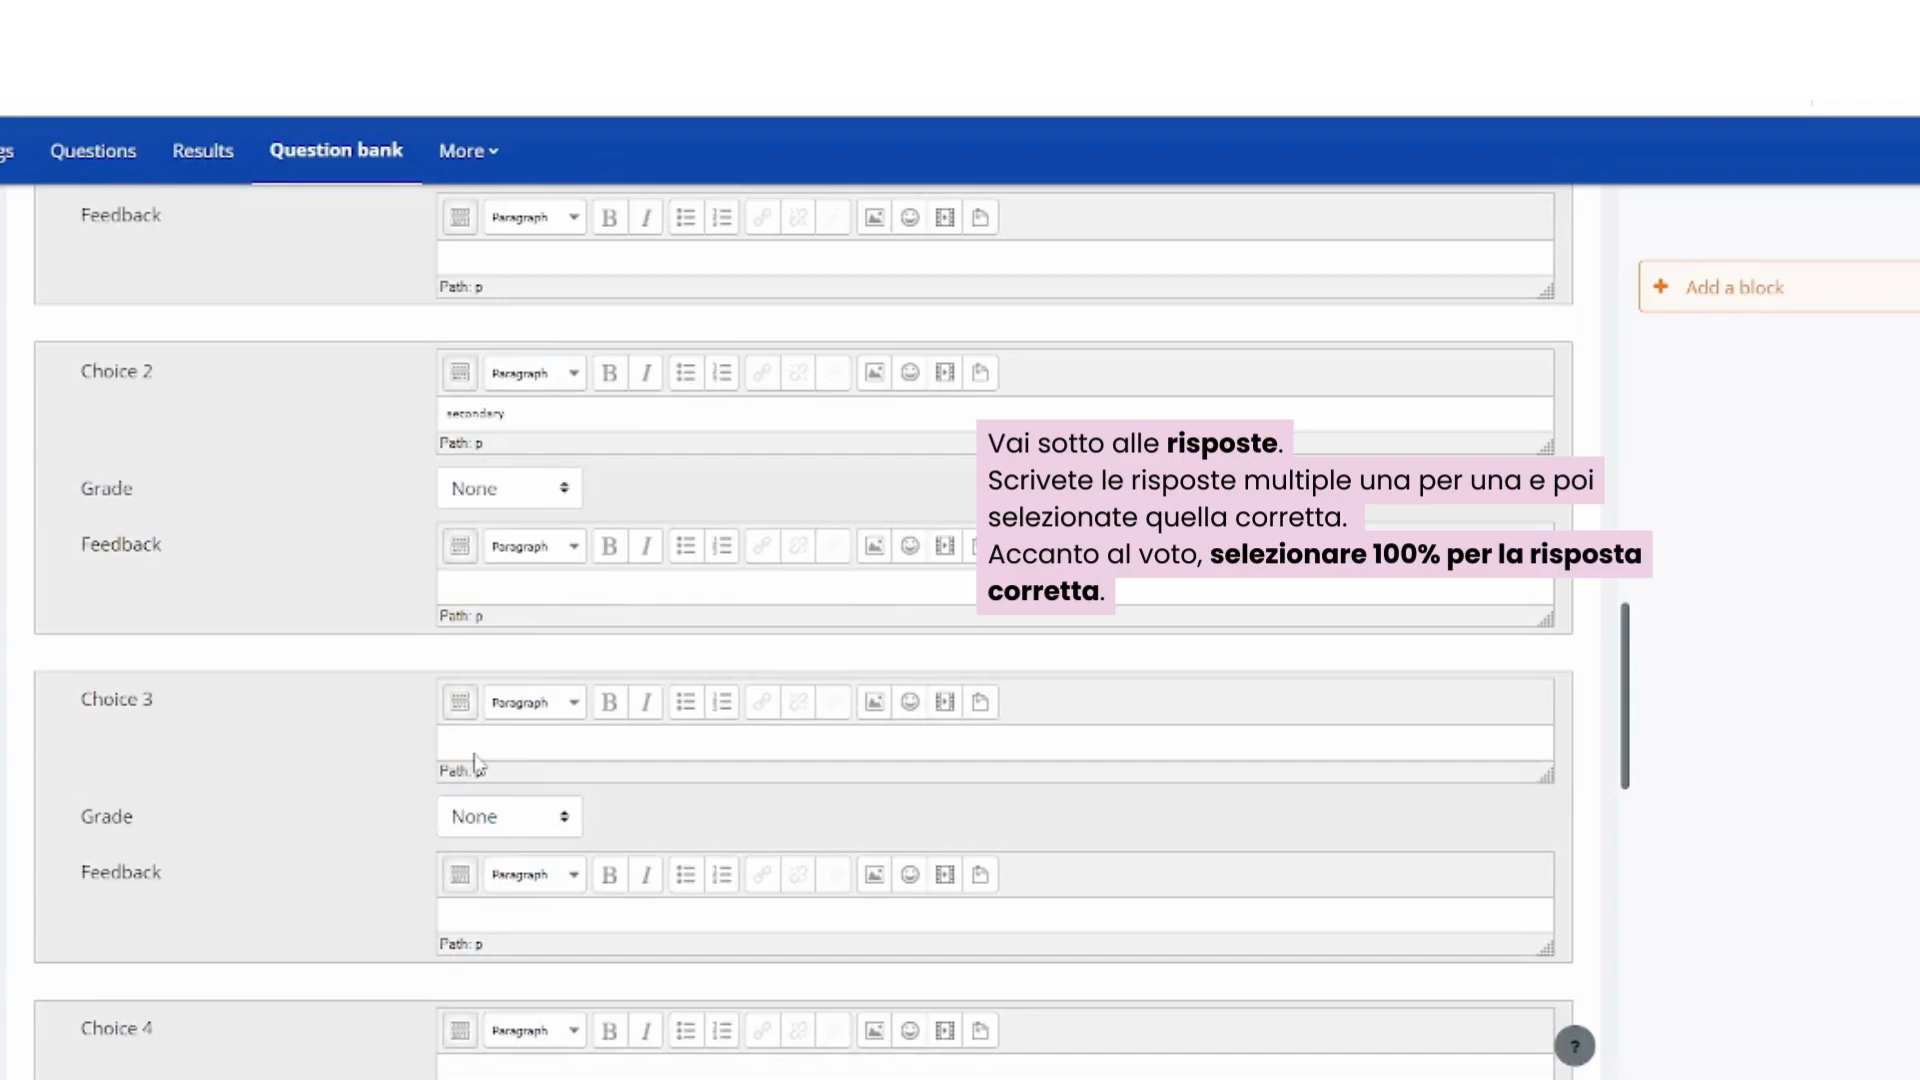 gs Questions Results Question bank More
Feedback
Paragraph B I
Path: p
Add a block
Choice 2
Paragraph B I
secondary
Path: p
Grade
None
Feedback
Paragraph B I
Path: p
Vai sotto alle risposte.
Scrivete le risposte multiple una per una e poi
selezionate quella corretta.
Accanto al voto, selezionare 100% per la risposta
corretta.
Choice 3
Paragraph B I
Path: p
Grade
None
Feedback
Paragraph B I
Path: p
Choice 4
Paragraph B I
?